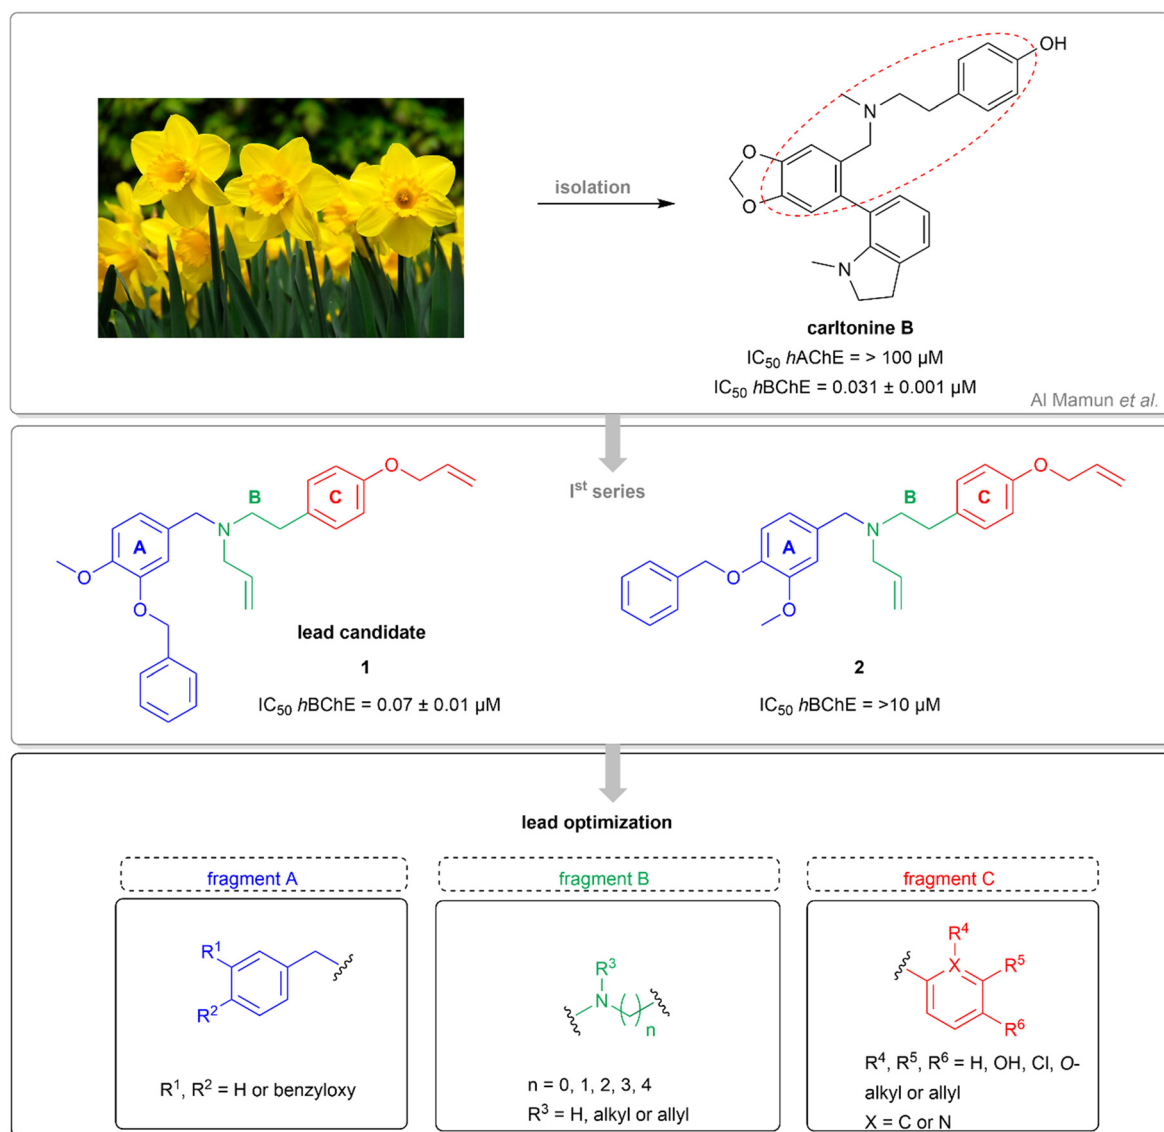 OH
N
O
O
isolation
N
carltonine B
IC50 hAChE = > 100 µM
IC50 hBChE = 0.031 ± 0.001 µM
Al Mamun et al.
O
C
B
N
A
O
O
lead candidate
1
IC50 hBChE = 0.07 ± 0.01 µM
Ist series
O
C
B
N
A
O
O
2
IC50 hBChE = >10 µM
lead optimization
fragment A
R1
R2
R1, R2 = H or benzyloxy
fragment B
R3
N
n
n = 0, 1, 2, 3, 4
R3 = H, alkyl or allyl
fragment C
R4
X
R5
R6
R4, R5, R6 = H, OH, Cl, O-
alkyl or allyl
X = C or N